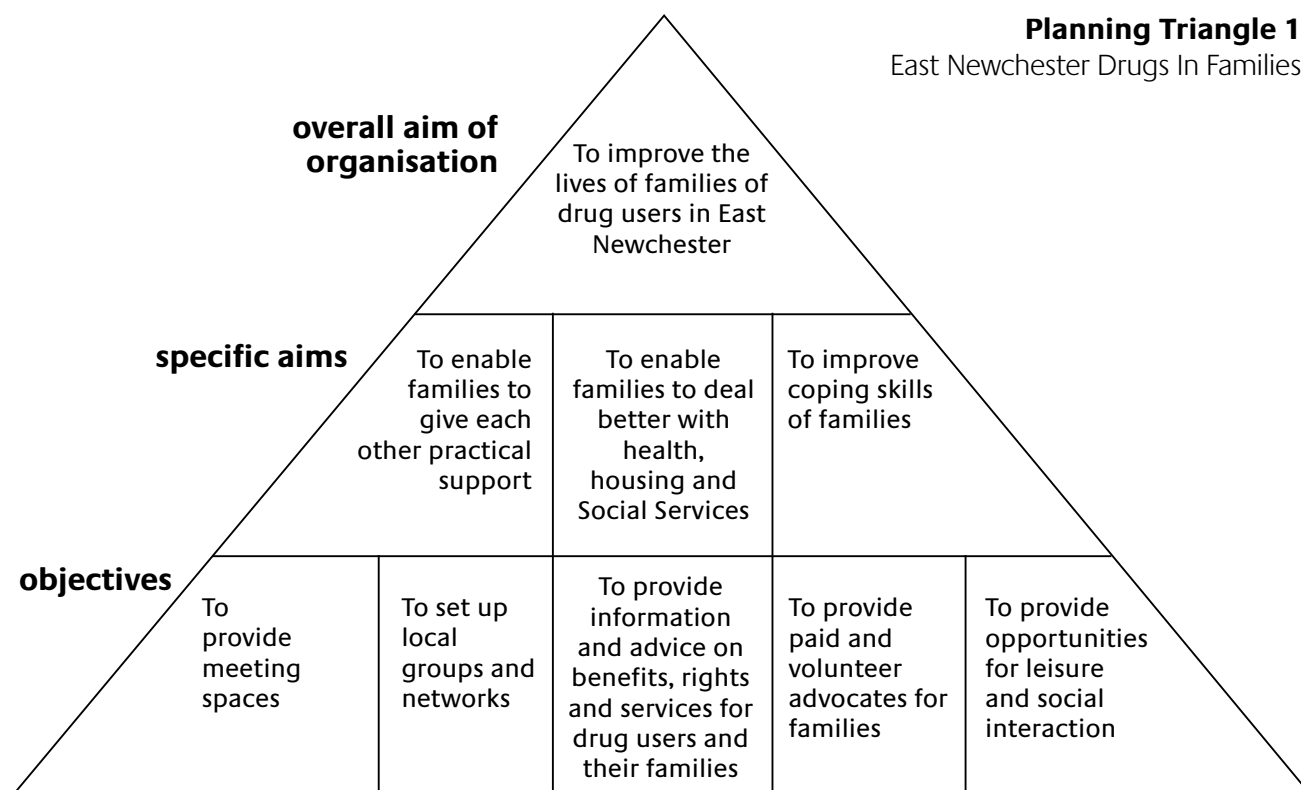 Planning Triangle 1
East Newchester Drugs In Families
overall aim of
organisation
To improve the
lives of families of
drug users in East
Newchester
specific aims
To enable
families to
give each
other practical
support
To enable
families to deal
better with
health,
housing and
Social Services
To improve
coping skills
of families
objectives
To
provide
meeting
spaces
To set up
local
groups and
networks
To provide
information
and advice on
benefits, rights
and services for
drug users and
their families
To provide
paid and
volunteer
advocates for
families
To provide
opportunities
for leisure
and social
interaction